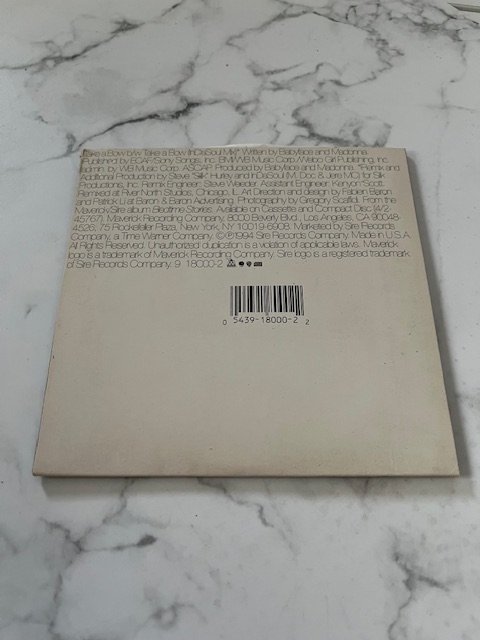 Take a Bow b/w Take a Bow (InDaSoul Mix)* Written by Babyface and Madonna
(Published by ECAF/Sony Songs, Inc. BMI/WB Music Corp./Webo Girl Publishing, Inc.
admin. by WB Music Corp. ASCAP Produced by Babyface and Madonna. *Remix and
Additional Production by Steve "Silk" Hurley and InDaSoul (M. Doc & Jere MC) for Silk
Productions, Inc. Remix Engineer: Steve Weeder. Assistant Engineer: Kenyon Scott.
Remixed at River North Studios, Chicago, IL. Art Direction and design by Fabien Baron
and Patrick Li at Baron & Baron Advertising. Photography by Gregory Scaffidi. From the
Maverick/Sire album Bedtime Stories. Available on Cassette and Compact Disc (4/2-
45767). Maverick Recording Company, 8000 Beverly Blvd., Los Angeles, CA 90048-
4526; 75 Rockefeller Plaza, New York, NY 10019-6908. Marketed by Sire Records
Company, a Time Warner Company. ©℗1994 Sire Records Company. Made in U.S.A.
All Rights Reserved. Unauthorized duplication is a violation of applicable laws. Maverick
logo is a trademark of Maverick Recording Company. Sire logo is a registered trademark
of Sire Records Company. 9 18000-2
0 5439-18000-2 2